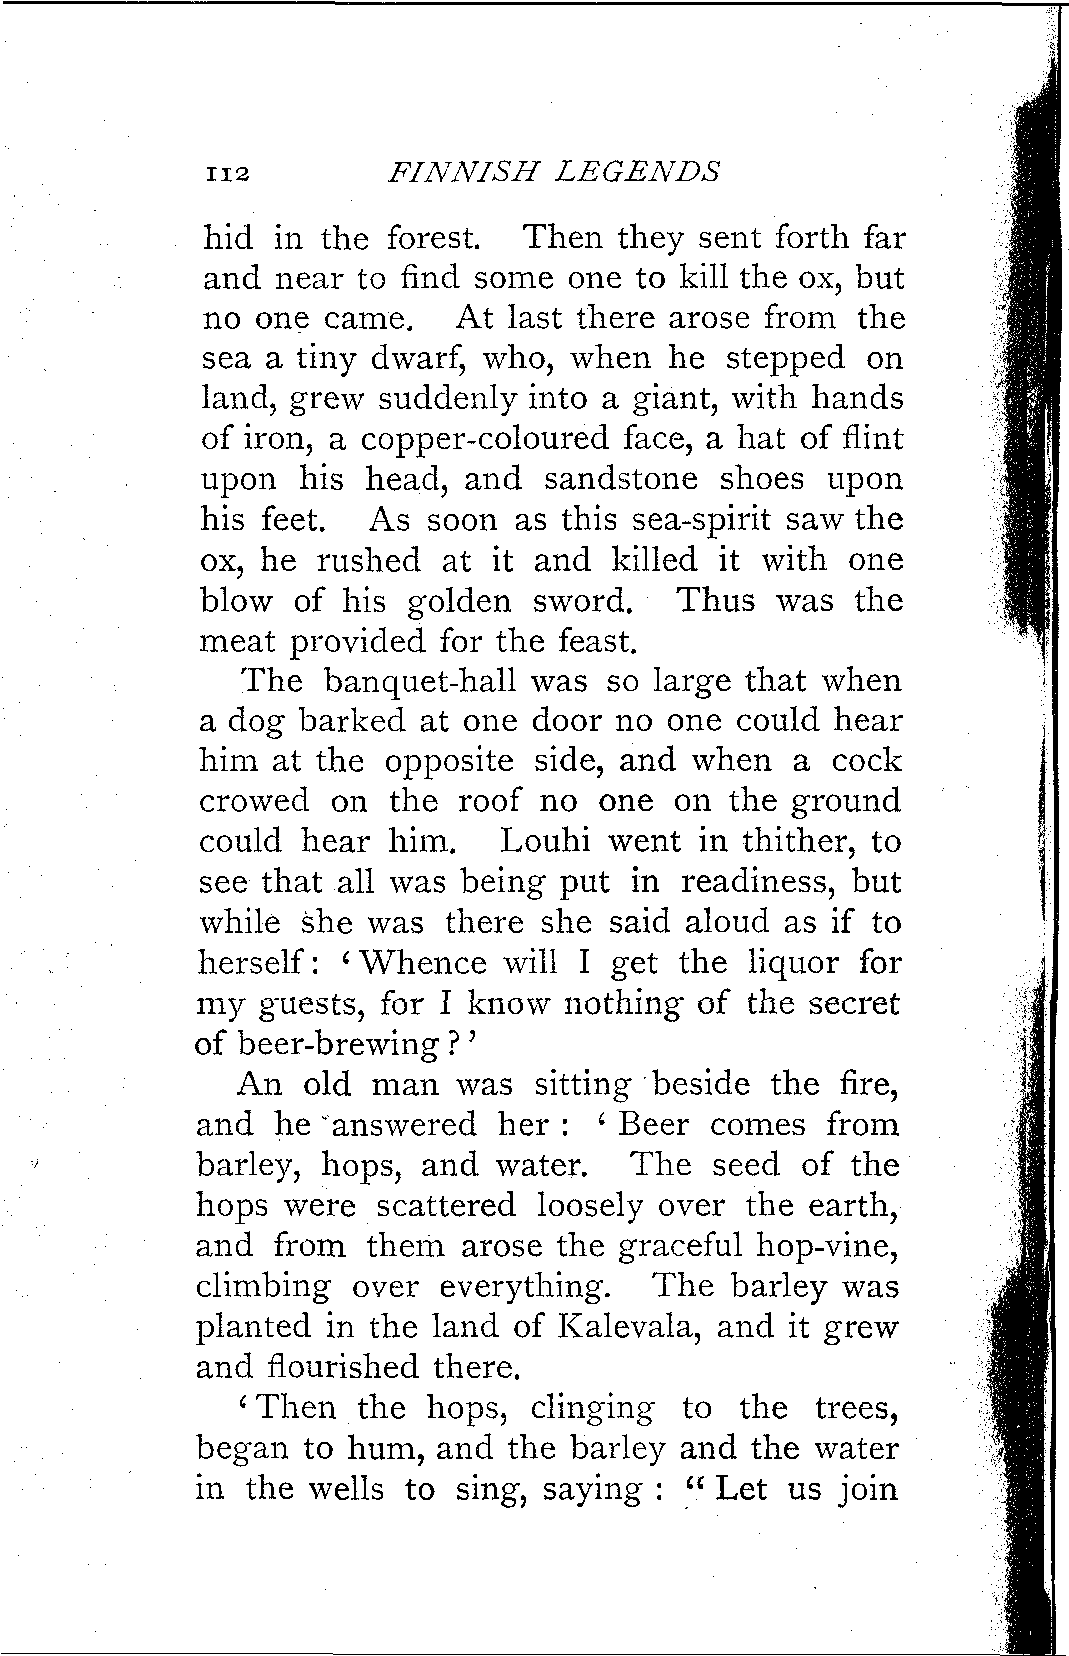 112 FINNISH LEGENDS
hid in the forest. Then they sent forth far
and near to find some one to kill the ox, but
no one came. At last there arose from the
sea a tiny dwarf, who, when he stepped on
land, grew suddenly into a giant, with hands
of iron, a copper-coloured face, a hat of flint
upon his head, and sandstone shoes upon
his feet. As soon as this sea-spirit saw the
ox, he rushed at it and killed it with one
blow of his golden sword. Thus was the
meat provided for the feast.
The banquet-hall was so large that when
a dog barked at one door no one could hear
him at the opposite side, and when a cock
crowed on the roof no one on the ground
could hear him. Louhi went in thither, to
see that all was being put in readiness, but
while she was there she said aloud as if to
herself: ‘Whence will I get the liquor for
my guests, for I know nothing of the secret
of beer-brewing?’
An old man was sitting beside the fire,
and he answered her: ‘Beer comes from
barley, hops, and water. The seed of the
hops were scattered loosely over the earth,
and from them arose the graceful hop-vine,
climbing over everything. The barley was
planted in the land of Kalevala, and it grew
and flourished there.
‘Then the hops, clinging to the trees,
began to hum, and the barley and the water
in the wells to sing, saying: “Let us join